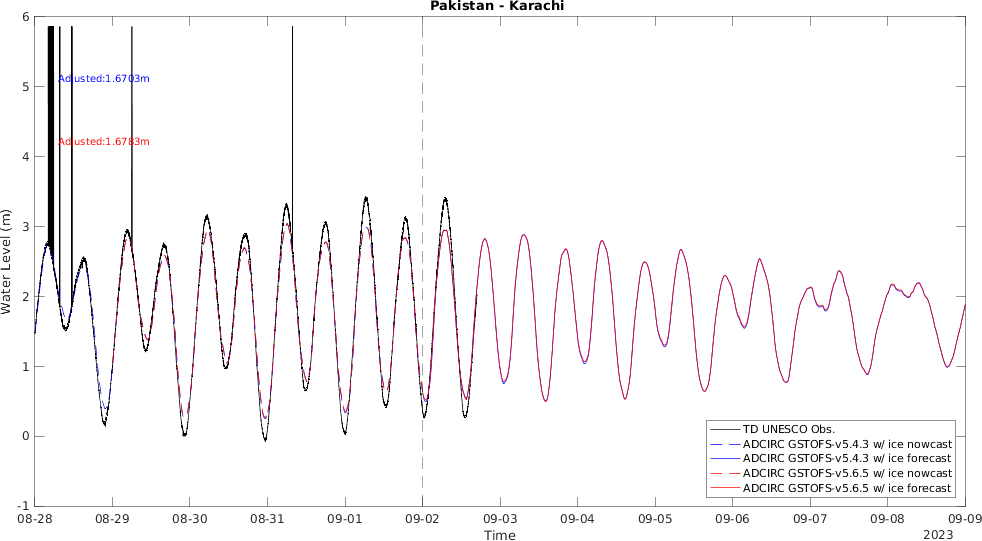 Pakistan - Karachi
6
5
4
3
2
1
0
-1
Water Level (m)
Adjusted:1.6703m
Adjusted:1.6783m
TD UNESCO Obs.
ADCIRC GSTOFS-v5.4.3 w/ ice nowcast
ADCIRC GSTOFS-v5.4.3 w/ ice forecast
ADCIRC GSTOFS-v5.6.5 w/ ice nowcast
ADCIRC GSTOFS-v5.6.5 w/ ice forecast
08-28 08-29 08-30 08-31 09-01 09-02 09-03 09-04 09-05 09-06 09-07 09-08 09-09
Time
2023